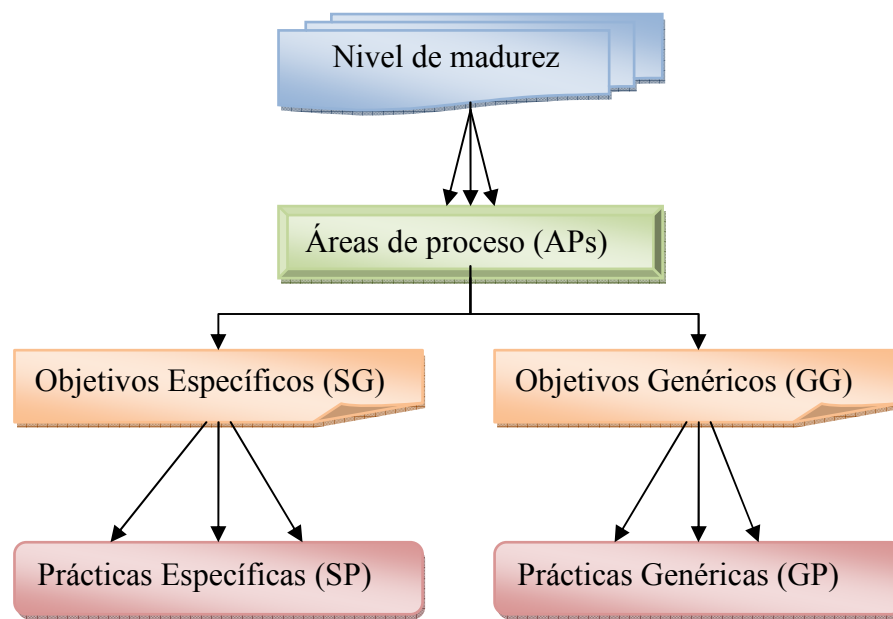 Nivel de madurez
Áreas de proceso (APs)
Objetivos Específicos (SG)
Objetivos Genéricos (GG)
Prácticas Específicas (SP)
Prácticas Genéricas (GP)